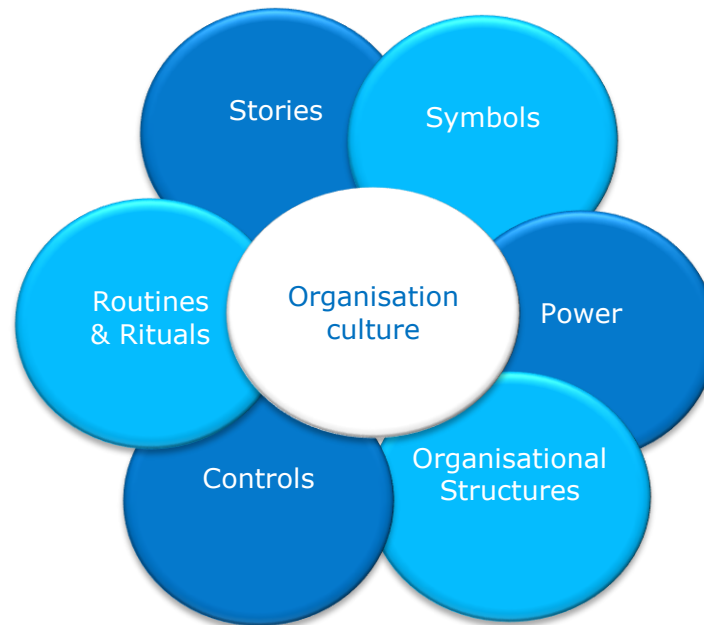 Stories
Symbols
Routines
& Rituals
Organisation
culture
Power
Controls
Organisational
Structures